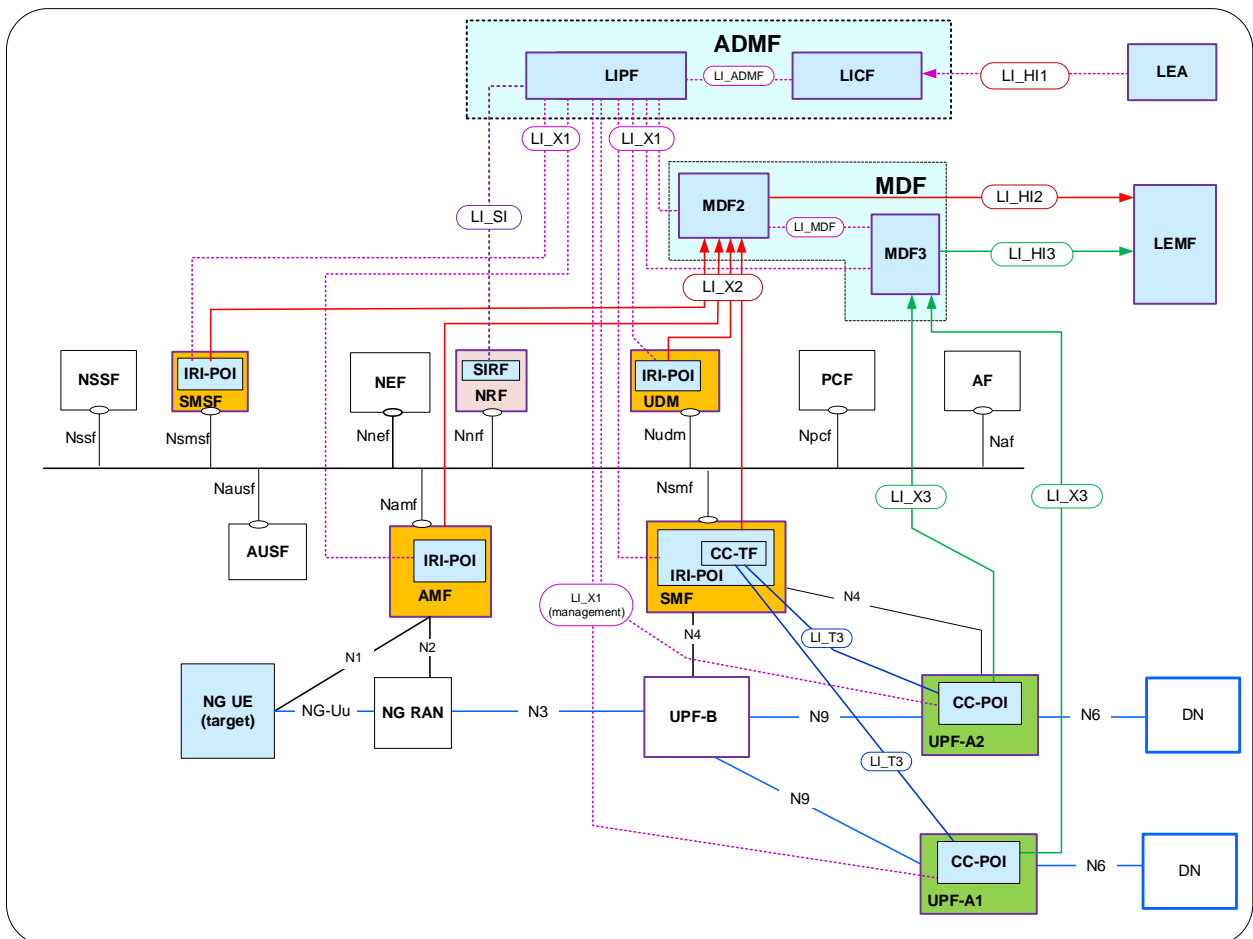 ADMF
LIPF
LI_ADMF
LICF
LI_HI1
LEA
LI_X1
LI_X1
MDF
MDF2
LI_HI2
LI_SI
LI_MDF
MDF3
LI_HI3
LEMF
LI_X2
NSSF
IRI-POI
SMSF
NEF
SIRF
NRF
IRI-POI
UDM
PCF
AF
Nssf
Nsmsf
Nnef
Nnrf
Nudm
Npcf
Naf
Nausf
Namf
Nsmf
LI_X3
LI_X3
AUSF
IRI-POI
AMF
CC-TF
IRI-POI
SMF
LI_X1
(management)
N4
N4
LI_T3
N1
N2
NG UE
(target)
NG-Uu
NG RAN
N3
UPF-B
N9
CC-POI
UPF-A2
N6
DN
LI_T3
N9
CC-POI
UPF-A1
N6
DN